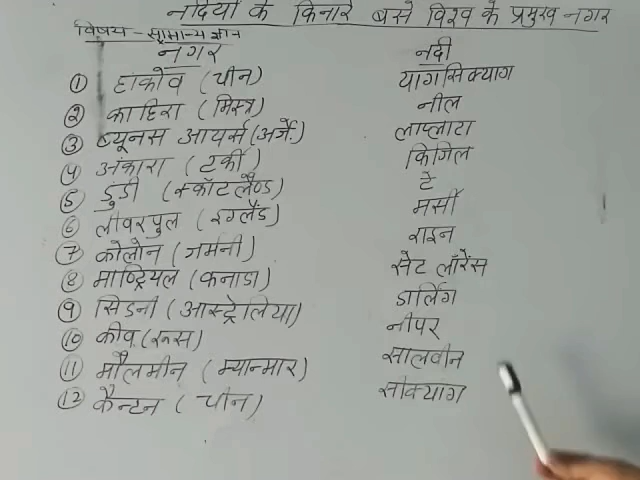 नदियों के किनारे बसे विश्व के प्रमुख नगर
विषय - सामान्य ज्ञान
नगर नदी
① हांकोव (चीन) यांगसिक्यांग
② काहिरा (मिस्त्र) नील
③ ब्यूनस आयर्स (अर्जे.) लाप्लाटा
④ अंकारा (टर्की) किजिल
⑤ डुंडी (स्कॉटलैण्ड) टे
⑥ लीवरपुल (इंग्लैंड) मर्सी
⑦ कोलोन (जर्मनी) राइन
⑧ माण्ट्रियल (कनाडा) सेंट लॉरेंस
⑨ सिडनी (आस्ट्रेलिया) डार्लिंग
⑩ कीव (रूस) नीपर
⑪ मौलमीन (म्यान्मार) सालवीन
⑫ कैन्टन (चीन) सीक्यांग